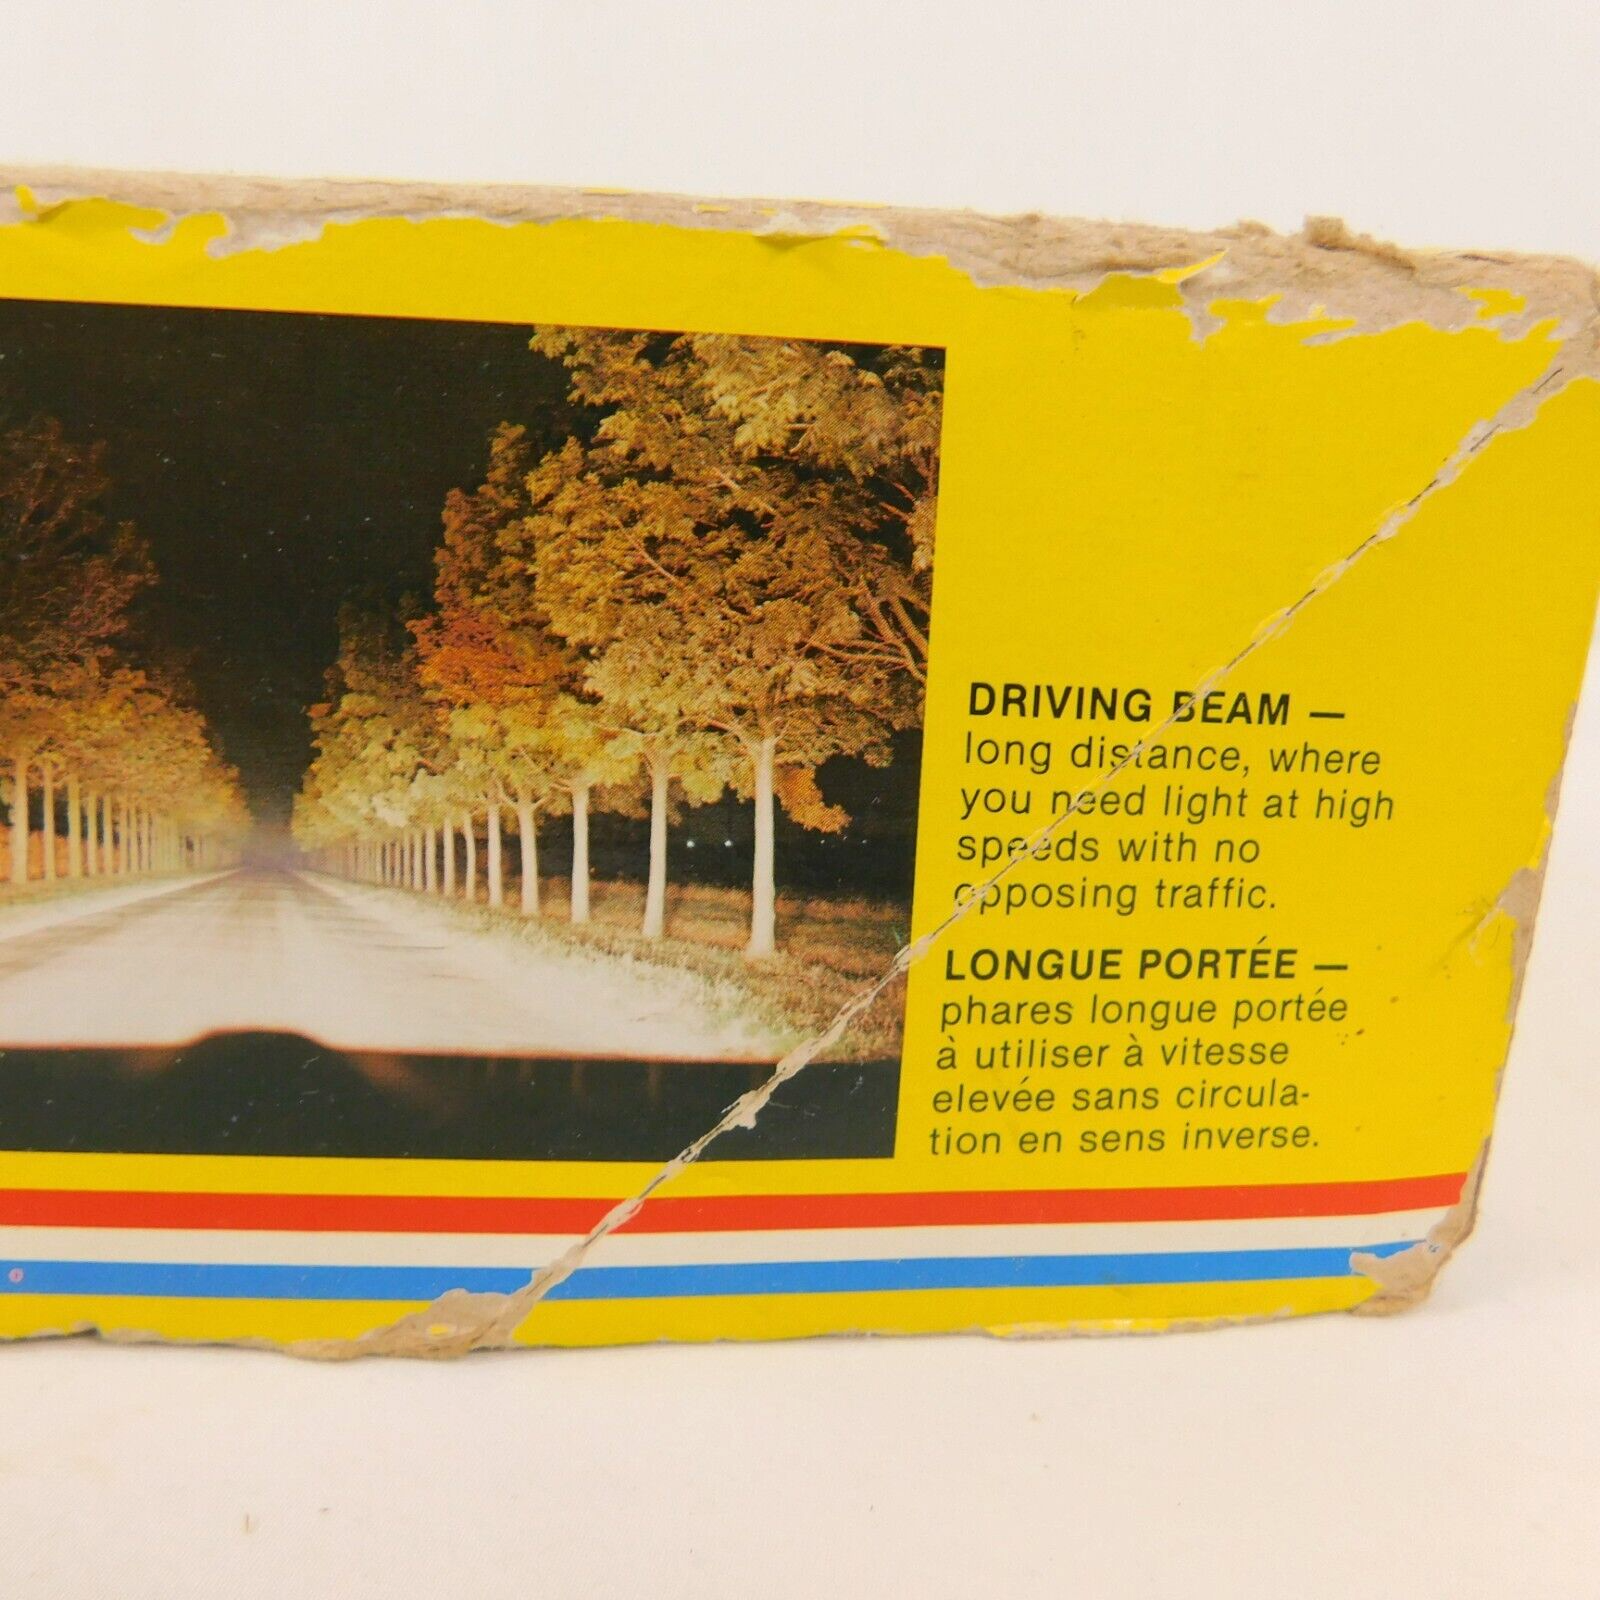 DRIVING BEAM —
long distance, where
you need light at high
speeds with no
opposing traffic.
LONGUE PORTÉE —
phares longue portée
à utiliser à vitesse
elevée sans circula-
tion en sens inverse.